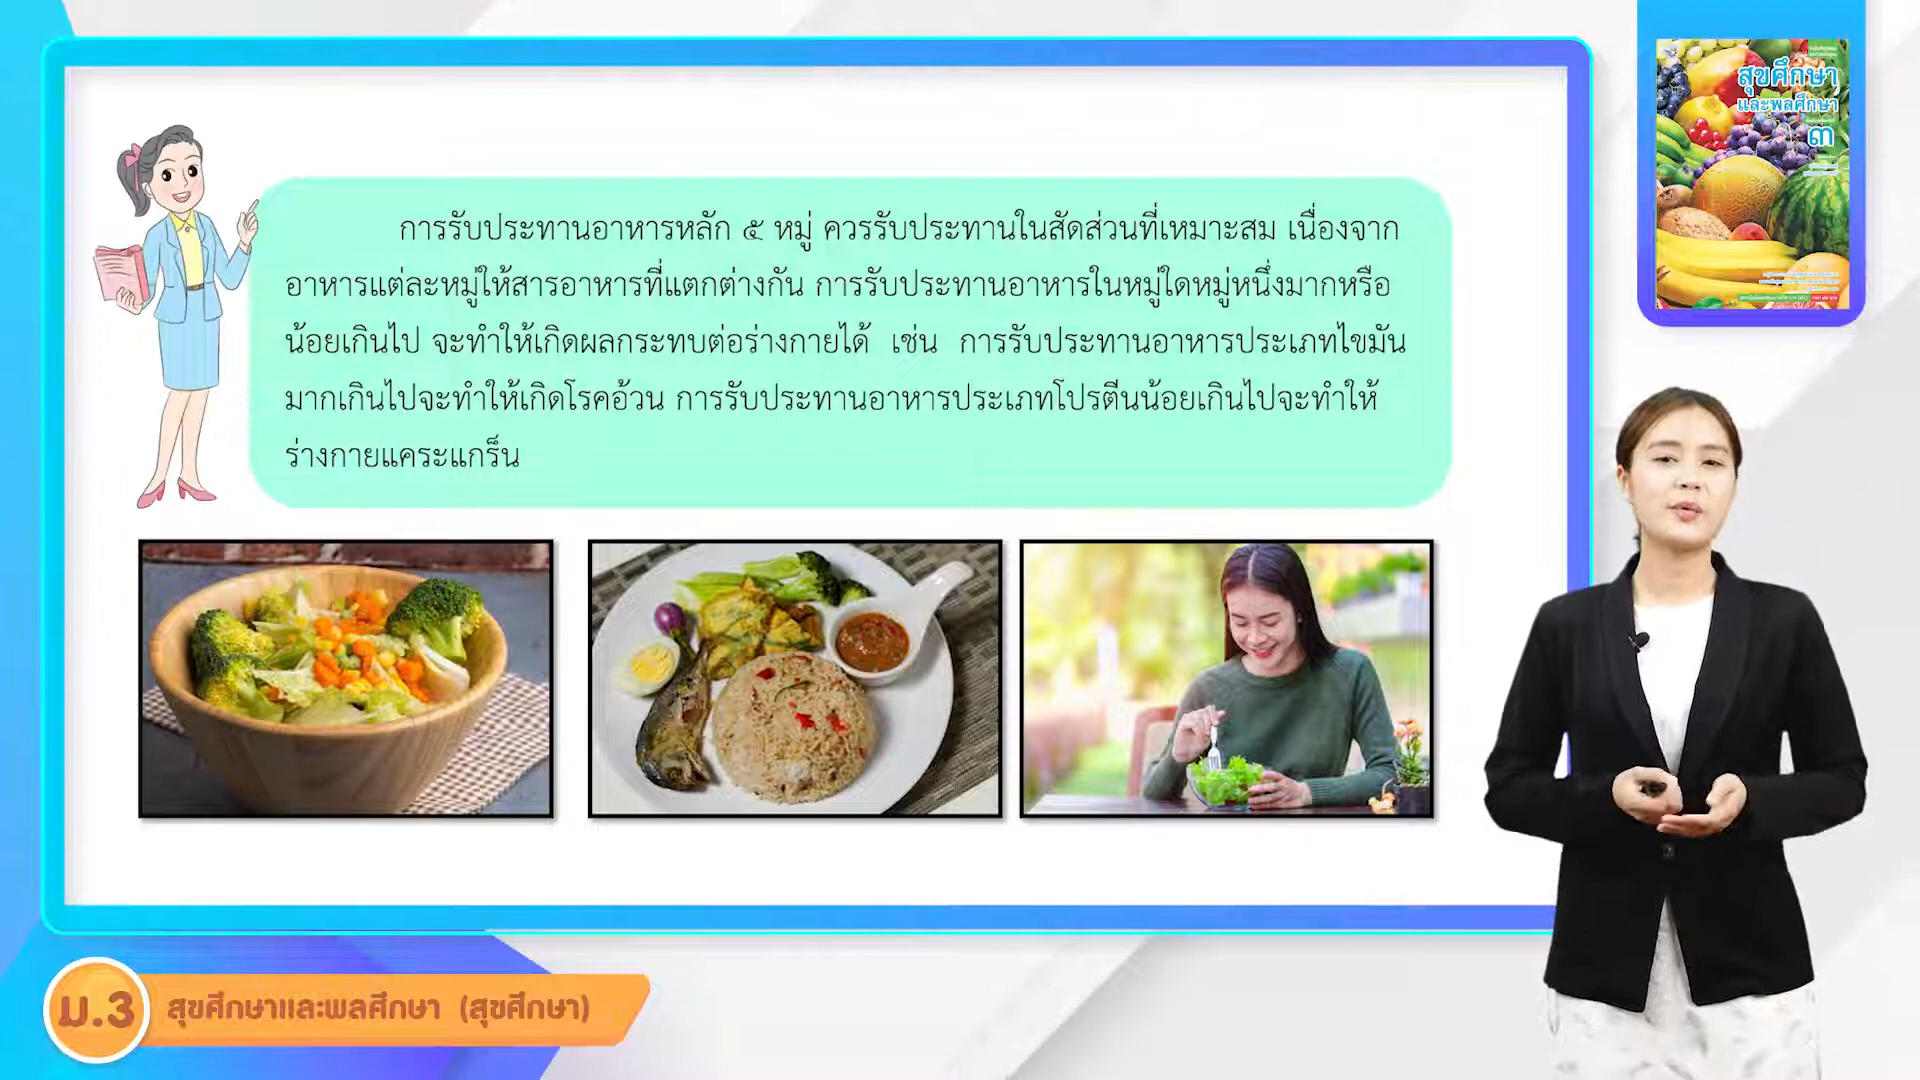 การรับประทานอาหารหลัก ๕ หมู่ ควรรับประทานในสัดส่วนที่เหมาะสม เนื่องจาก
อาหารแต่ละหมู่ให้สารอาหารที่แตกต่างกัน การรับประทานอาหารในหมู่ใดหมู่หนึ่งมากหรือ
น้อยเกินไป จะทำให้เกิดผลกระทบต่อร่างกายได้ เช่น การรับประทานอาหารประเภทไขมัน
มากเกินไปจะทำให้เกิดโรคอ้วน การรับประทานอาหารประเภทโปรตีนน้อยเกินไปจะทำให้
ร่างกายแคระแกร็น
สุขศึกษา
และพลศึกษา
๓
ม.3 สุขศึกษาและพลศึกษา (สุขศึกษา)